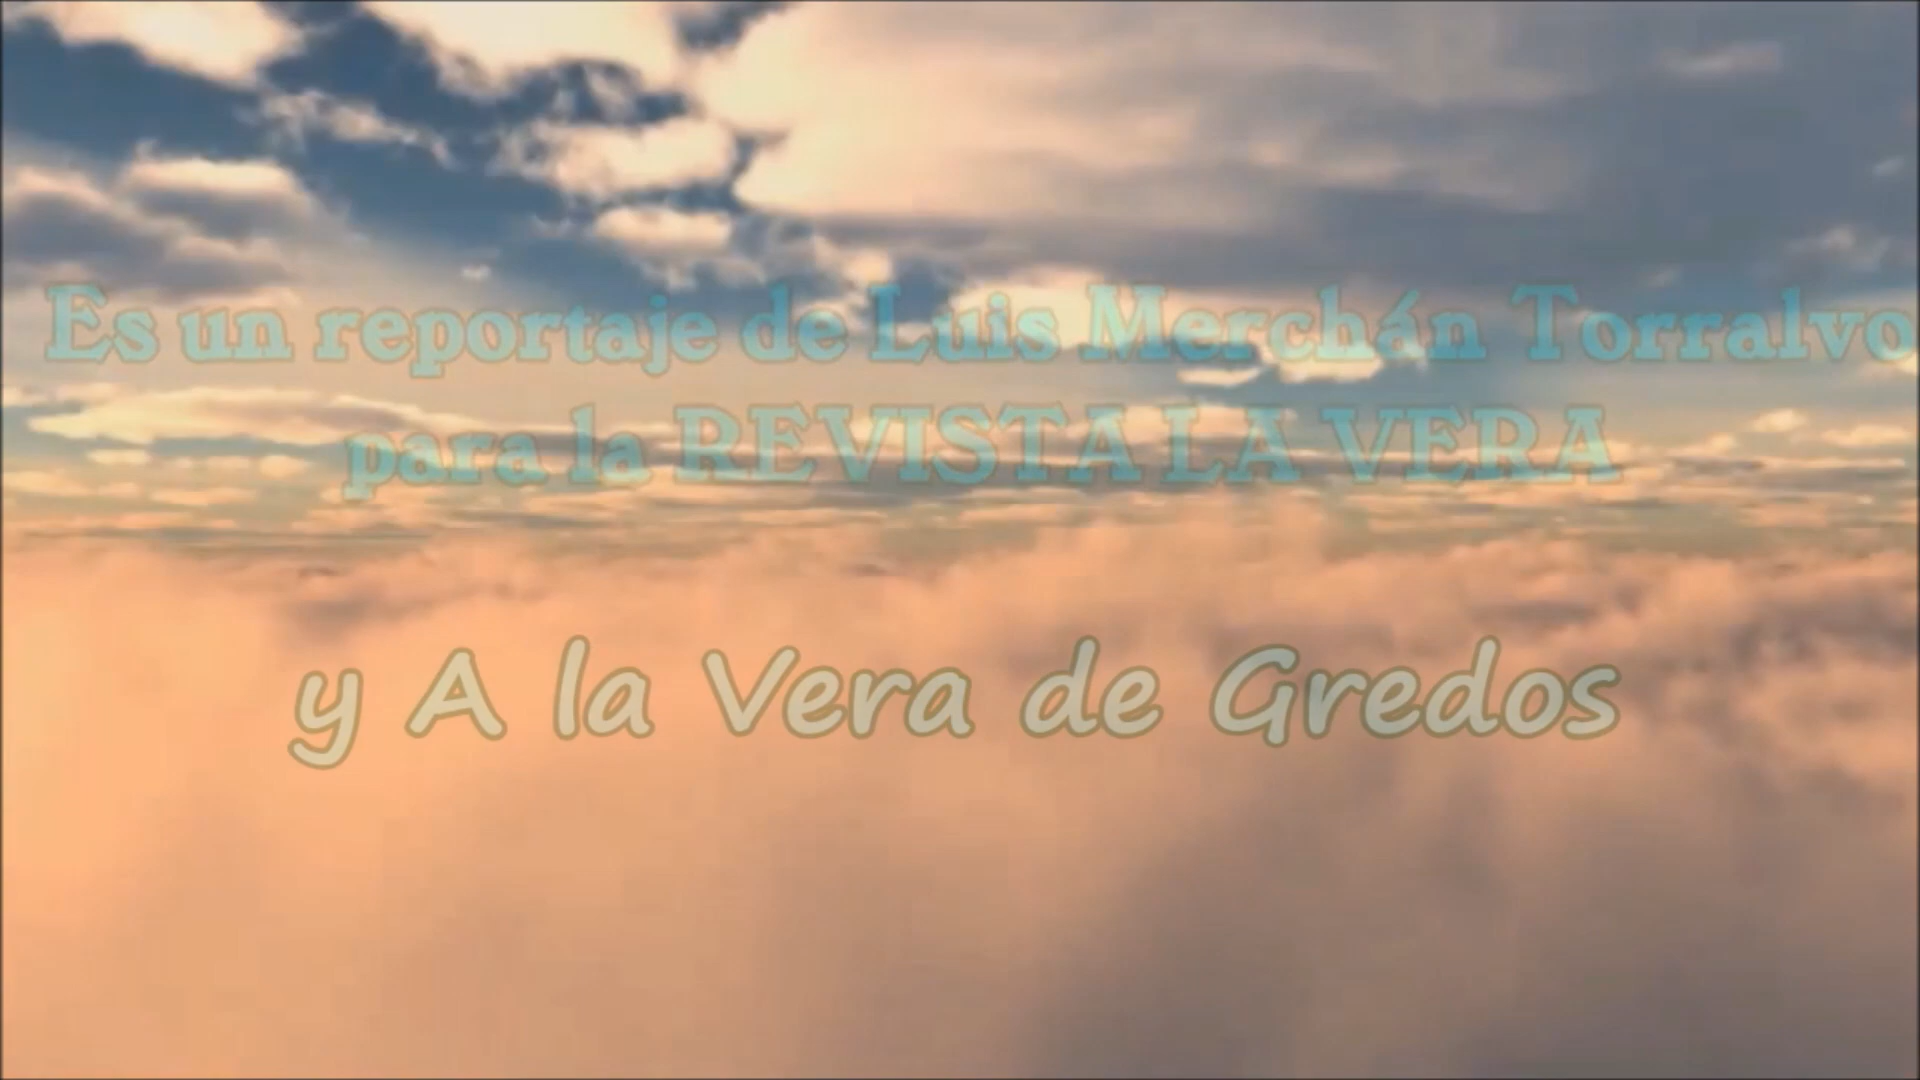 Es un reportaje de Luis Merchán Torralvo
para la REVISTA LA VERA
y A la Vera de Gredos